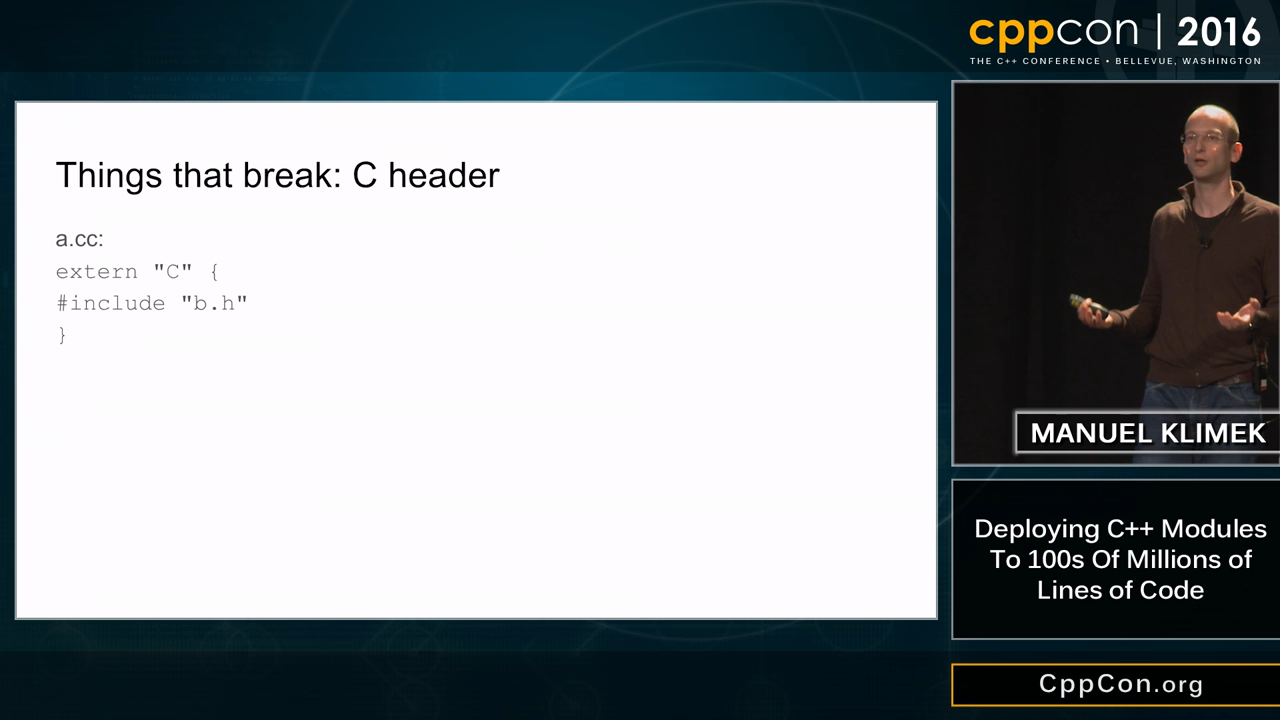 cppcon | 2016
THE C++ CONFERENCE • BELLEVUE, WASHINGTON
Things that break: C header
a.cc:
extern "C" {
#include "b.h"
}
MANUEL KLIMEK
Deploying C++ Modules
To 100s Of Millions of
Lines of Code
CppCon.org